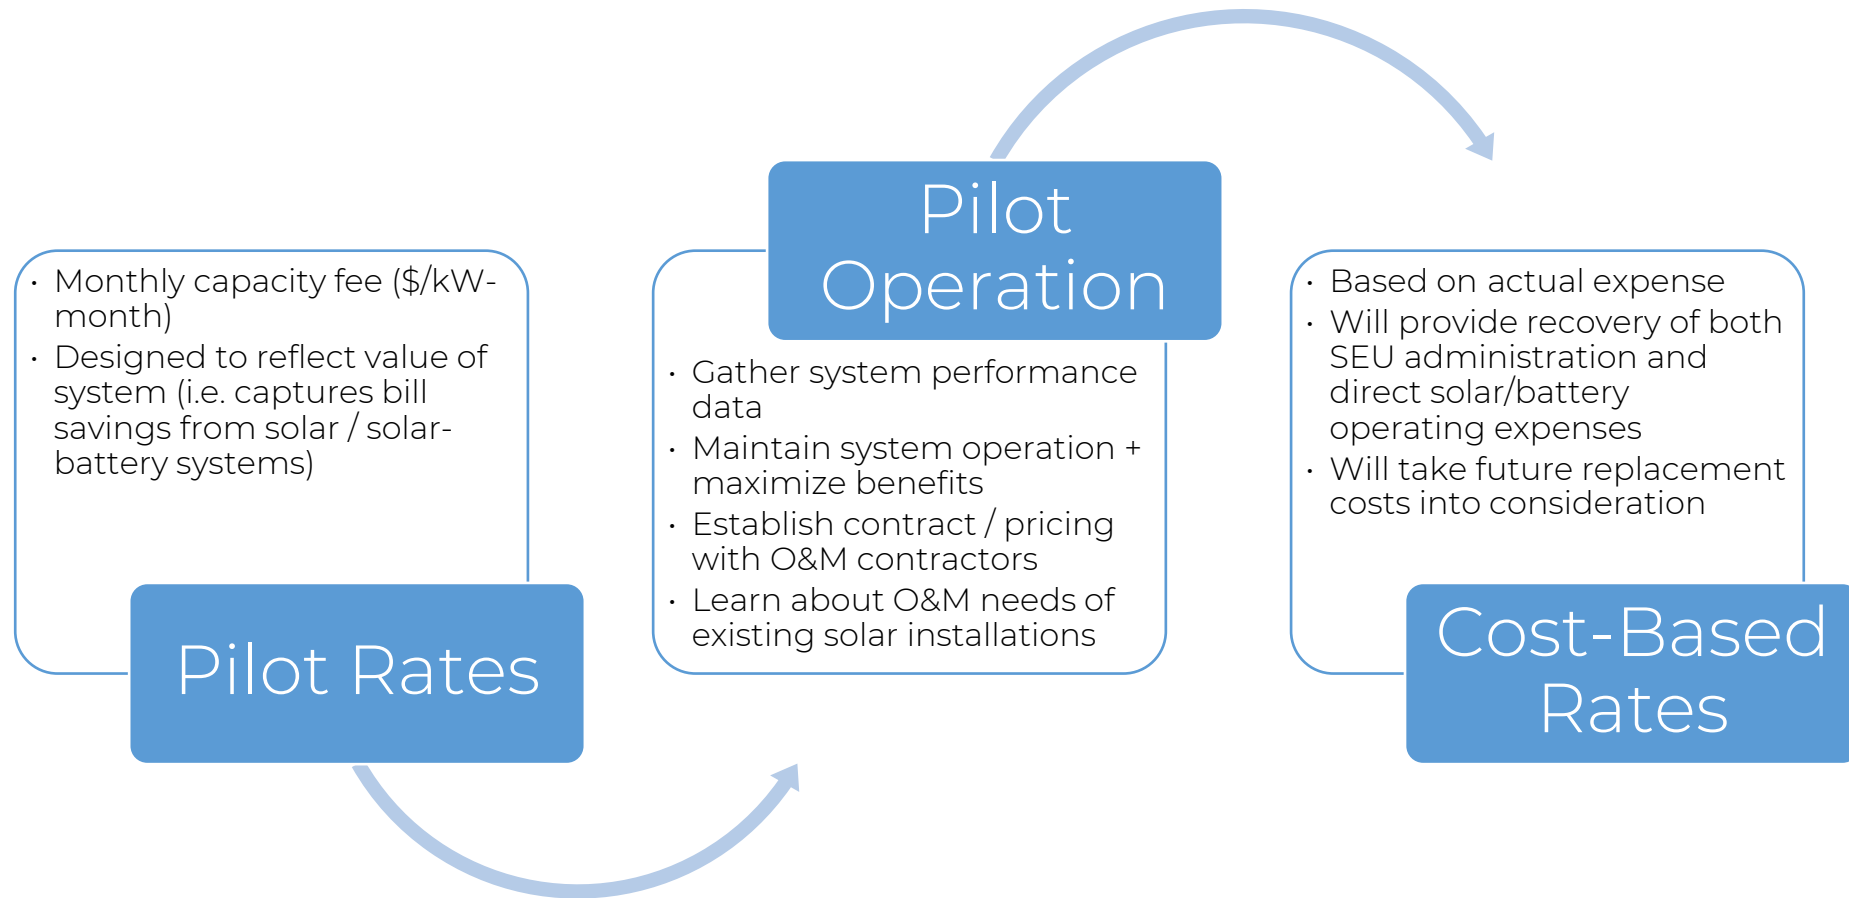 · Monthly capacity fee ($/kW-
month)
· Designed to reflect value of
system (i.e. captures bill
savings from solar / solar-
battery systems)
Pilot Rates
Pilot
Operation
· Gather system performance
data
· Maintain system operation +
maximize benefits
· Establish contract / pricing
with O&M contractors
· Learn about O&M needs of
existing solar installations
· Based on actual expense
· Will provide recovery of both
SEU administration and
direct solar/battery
operating expenses
· Will take future replacement
costs into consideration
Cost-Based
Rates